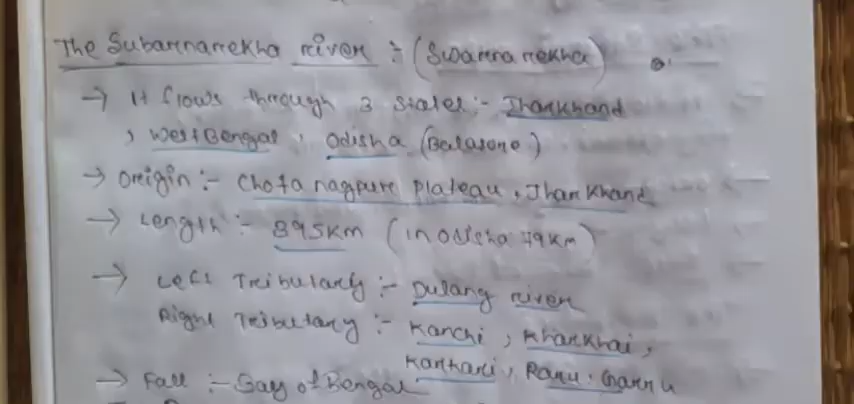 The Subarnarekha river :- (Swarnarekha)
→ It flows through 3 states :- Jharkhand
, West Bengal, Odisha (Balasore)
→ Origin :- Chota nagpur Plateau, Jharkhand
→ Length :- 395km (in Odisha 79km)
→ Left Tributary :- Dulang river
Right Tributary :- Kanchi, Kharkhai,
Karkari, Raru, Garru
→ Fall :- Bay of Bengal